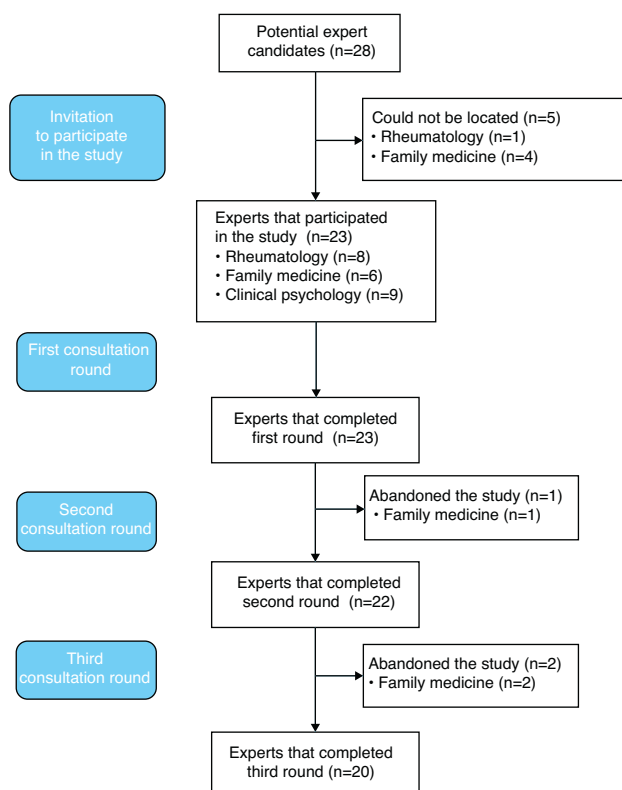 Potential expert
candidates (n=28)
Invitation
to participate
in the study
Could not be located (n=5)
• Rheumatology (n=1)
• Family medicine (n=4)
Experts that participated
in the study (n=23)
• Rheumatology (n=8)
• Family medicine (n=6)
• Clinical psychology (n=9)
First consultation
round
Experts that completed
first round (n=23)
Second
consultation round
Abandoned the study (n=1)
• Family medicine (n=1)
Experts that completed
second round (n=22)
Third
consultation round
Abandoned the study (n=2)
• Family medicine (n=2)
Experts that completed
third round (n=20)